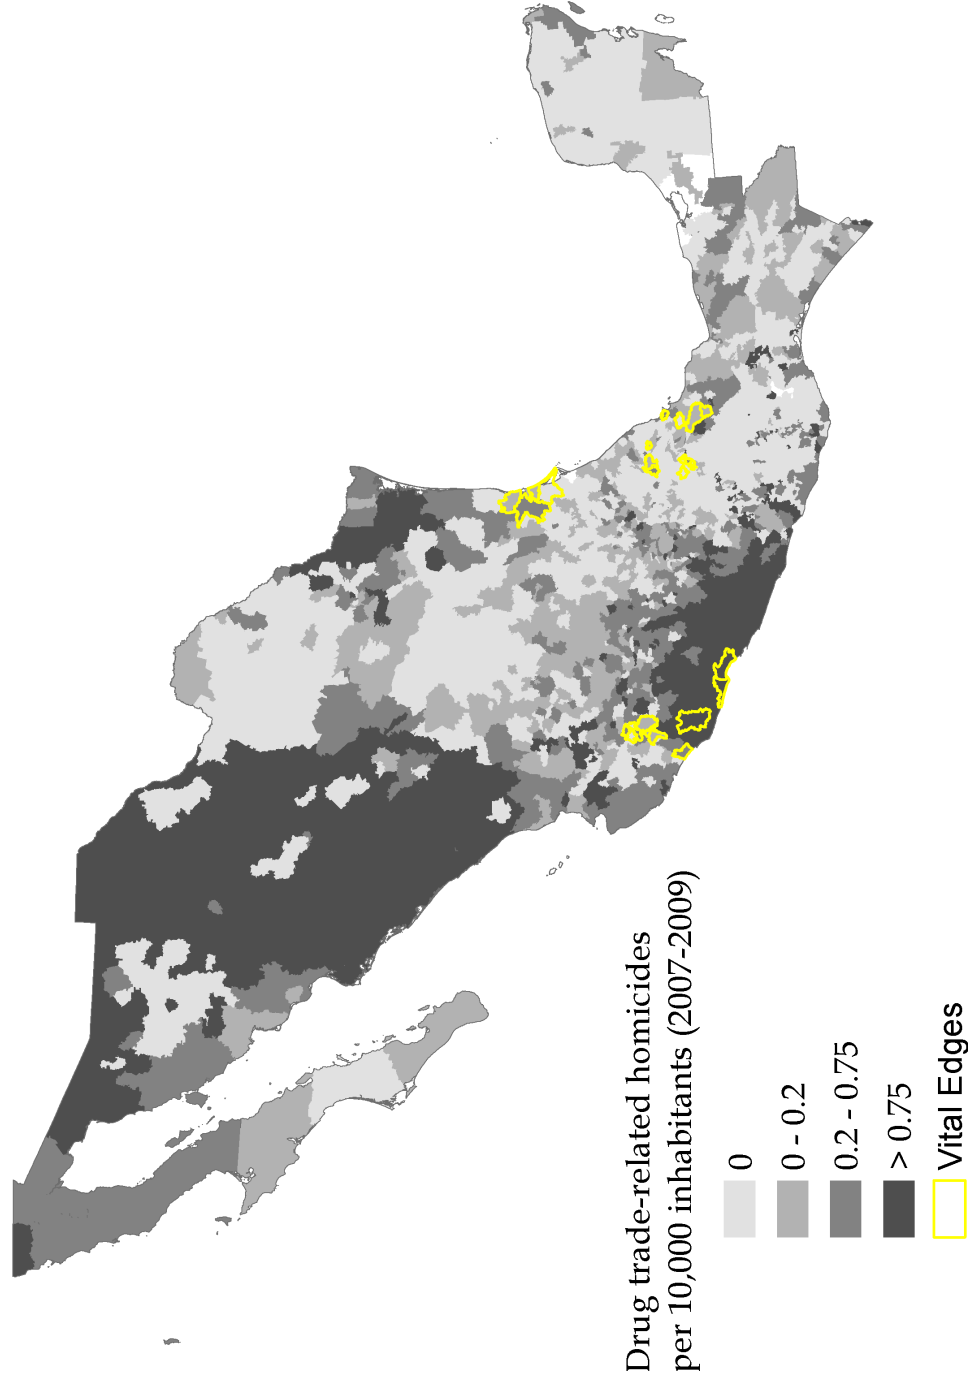 Drug trade-related homicides
per 10,000 inhabitants (2007-2009)
0
0 - 0.2
0.2 - 0.75
> 0.75
Vital Edges